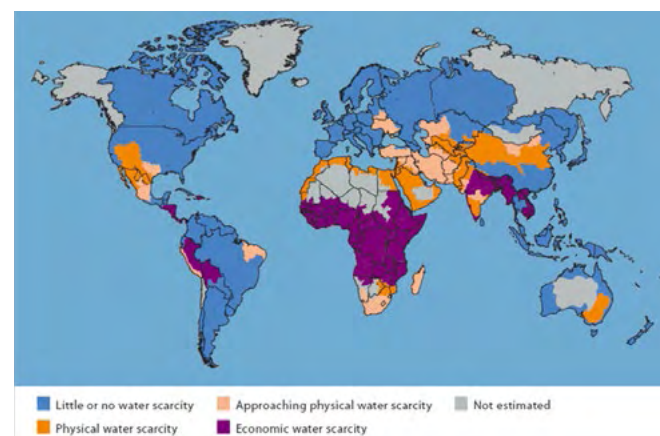 Little or no water scarcity
Approaching physical water scarcity
Not estimated
Physical water scarcity
Economic water scarcity